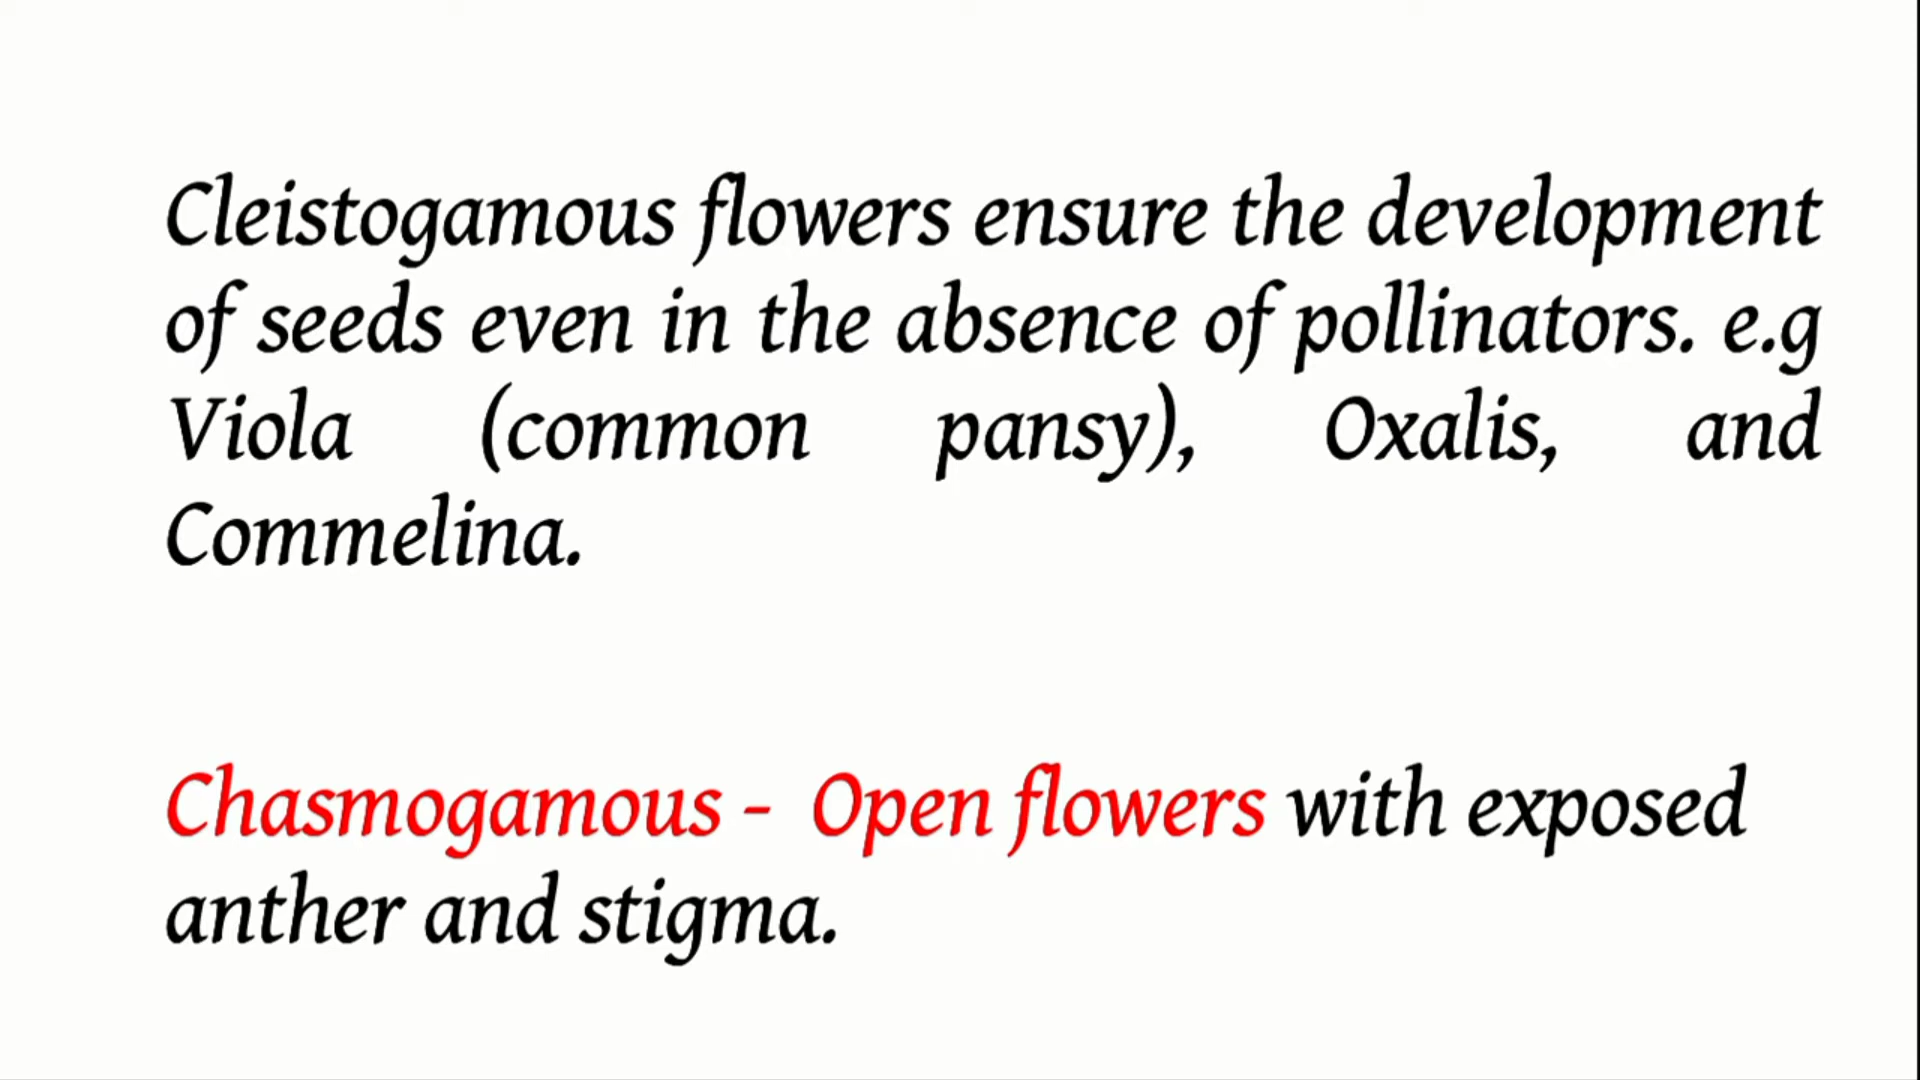 Cleistogamous flowers ensure the development
of seeds even in the absence of pollinators. e.g
Viola (common pansy), Oxalis, and
Commelina.
Chasmogamous - Open flowers with exposed
anther and stigma.